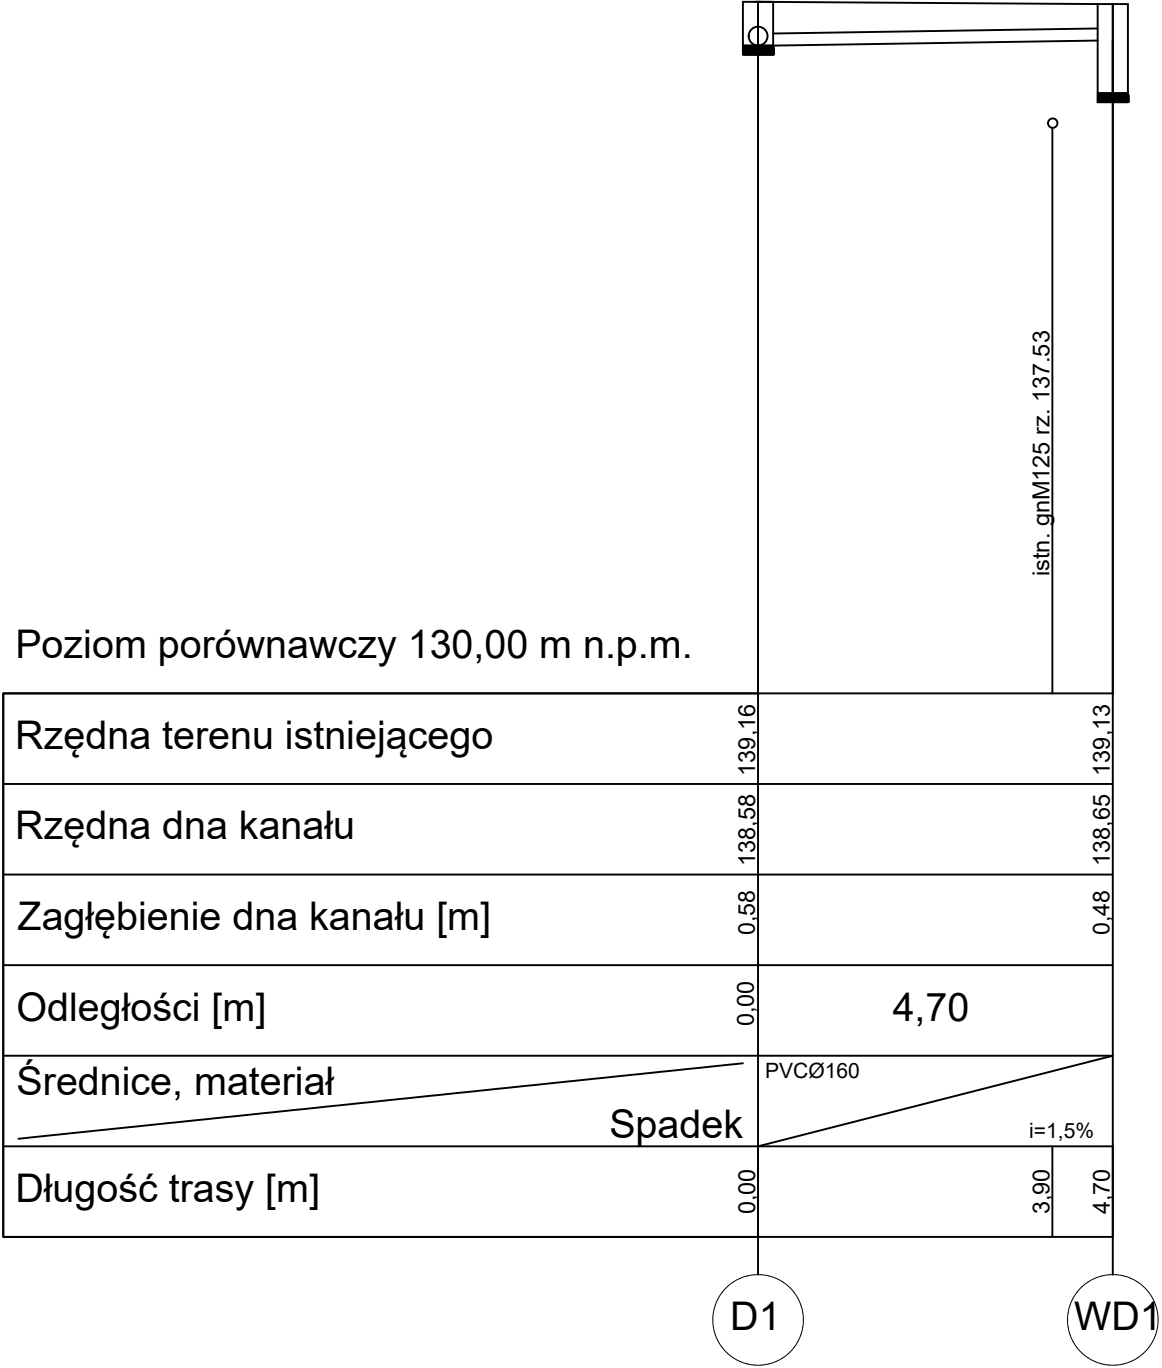 istn. gnM125 rz. 137.53
Poziom porównawczy 130,00 m n.p.m.
Rzędna terenu istniejącego 139,16 139,13
Rzędna dna kanału 138,58 138,65
Zagłębienie dna kanału [m] 0,58 0,48
Odległości [m] 0,00 4,70
Średnice, materiał PVCØ160
Spadek i=1,5%
Długość trasy [m] 0,00 3,90 4,70
D1 WD1